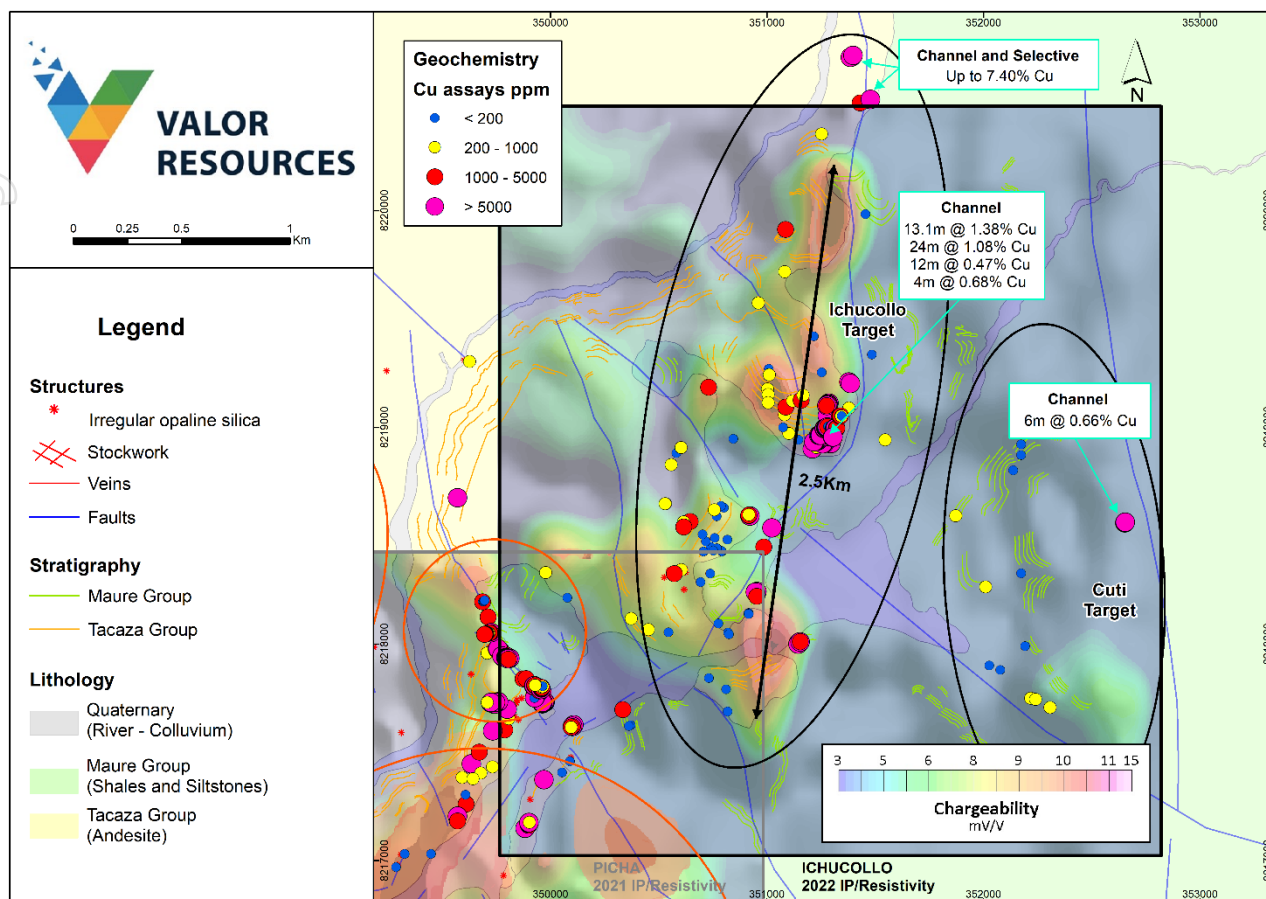 VALOR
RESOURCES
0 0.25 0.5 1
Km
Legend
Structures
Irregular opaline silica
Stockwork
Veins
Faults
Stratigraphy
Maure Group
Tacaza Group
Lithology
Quaternary
(River - Colluvium)
Maure Group
(Shales and Siltstones)
Tacaza Group
(Andesite)
350000 351000 352000 353000
Geochemistry
Cu assays ppm
< 200
200 - 1000
1000 - 5000
> 5000
Channel and Selective
Up to 7.40% Cu
N
8220000
8220000
Channel
13.1m @ 1.38% Cu
24m @ 1.08% Cu
12m @ 0.47% Cu
4m @ 0.68% Cu
Ichucollo
Target
Channel
6m @ 0.66% Cu
8219000
8219000
2.5Km
Cuti
Target
8218000
8218000
3 5 6 8 9 10 11 15
Chargeability
mV/V
8217000
8217000
PICHA
2021 IP/Resistivity
ICHUCOLLO
2022 IP/Resistivity
350000 351000 352000 353000